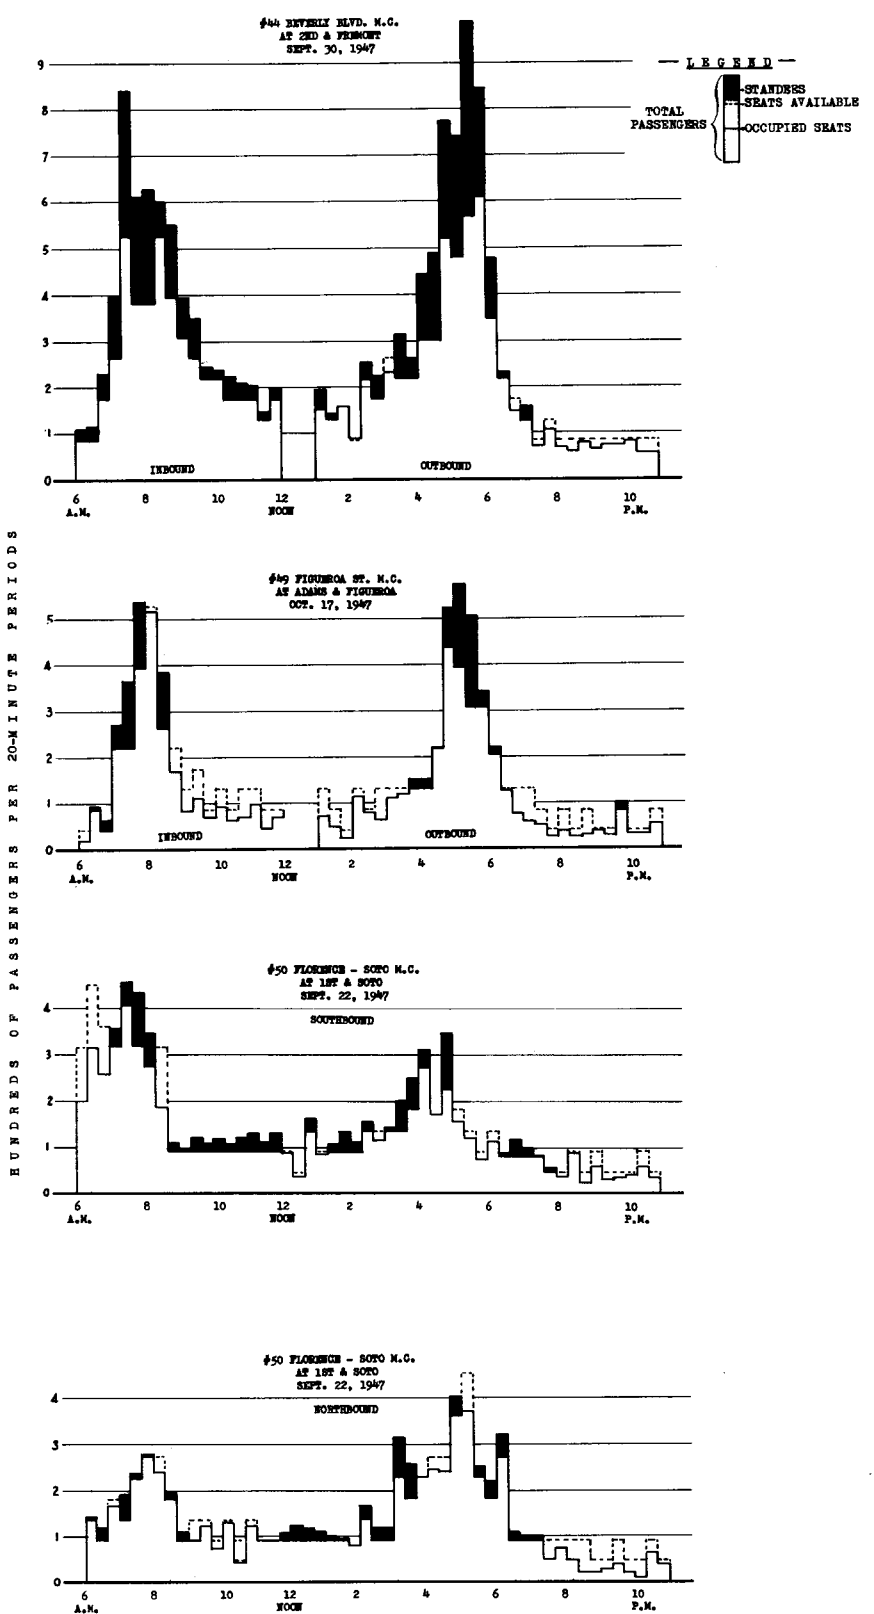 #44 BEVERLY BLVD. M.C.
AT 2ND & FREMONT
SEPT. 30, 1947
LEGEND
STANDEES
SEATS AVAILABLE
TOTAL
PASSENGERS
OCCUPIED SEATS
9
8
7
6
5
4
3
2
1
0
INBOUND
OUTBOUND
6 8 10 12 2 4 6 10
A.M. NOON P.M.
HUNDREDS OF PASSENGERS PER 20-MINUTE PERIODS
#49 FIGUEROA ST. M.C.
AT ADAMS & FIGUEROA
OCT. 17, 1947
5
4
3
2
1
0
INBOUND
OUTBOUND
6 8 10 12 2 4 6 8 10
A.M. NOON P.M.
#50 FLORENCE - SOTO M.C.
AT 1ST & SOTO
SEPT. 22, 1947
SOUTHBOUND
4
3
2
1
0
6 8 10 12 2 4 6 8 10
A.M. NOON P.M.
#50 FLORENCE - SOTO M.C.
AT 1ST & SOTO
SEPT. 22, 1947
NORTHBOUND
4
3
2
1
0
6 8 10 12 2 4 6 8 10
A.M. NOON P.M.